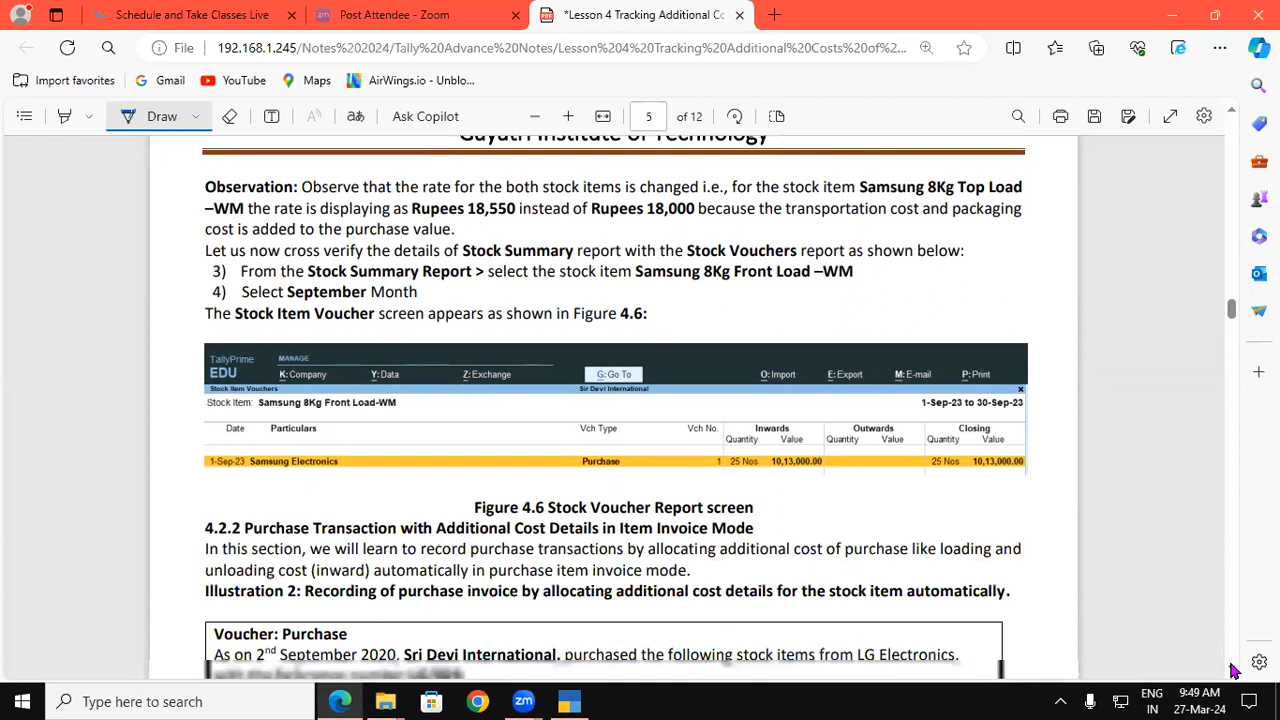 Schedule and Take Classes Live
Post Attendee - Zoom
*Lesson 4 Tracking Additional Co
File
192.168.1.245/Notes%202024/Tally%20Advance%20Notes/Lesson%204%20Tracking%20Additional%20Costs%20of%2...
Import favorites
Gmail
YouTube
Maps
AirWings.io - Unblo...
Draw
Ask Copilot
5 of 12
Gayatri Institute of Technology
Observation: Observe that the rate for the both stock items is changed i.e., for the stock item Samsung 8Kg Top Load
–WM the rate is displaying as Rupees 18,550 instead of Rupees 18,000 because the transportation cost and packaging
cost is added to the purchase value.
Let us now cross verify the details of Stock Summary report with the Stock Vouchers report as shown below:
3) From the Stock Summary Report > select the stock item Samsung 8Kg Front Load –WM
4) Select September Month
The Stock Item Voucher screen appears as shown in Figure 4.6:
TallyPrime
EDU
MANAGE
K: Company Y: Data Z: Exchange G: Go To O: Import E: Export M: E-mail P: Print
Stock Item Vouchers Sir Devi International
Stock Item: Samsung 8Kg Front Load-WM 1-Sep-23 to 30-Sep-23
Date Particulars Vch Type Vch No. Inwards Outwards Closing
Quantity Value Quantity Value Quantity Value
1-Sep-23 Samsung Electronics Purchase 1 25 Nos 10,13,000.00 25 Nos 10,13,000.00
Figure 4.6 Stock Voucher Report screen
4.2.2 Purchase Transaction with Additional Cost Details in Item Invoice Mode
In this section, we will learn to record purchase transactions by allocating additional cost of purchase like loading and
unloading cost (inward) automatically in purchase item invoice mode.
Illustration 2: Recording of purchase invoice by allocating additional cost details for the stock item automatically.
Voucher: Purchase
As on 2nd September 2020, Sri Devi International, purchased the following stock items from LG Electronics,
Type here to search
ENG
IN
9:49 AM
27-Mar-24